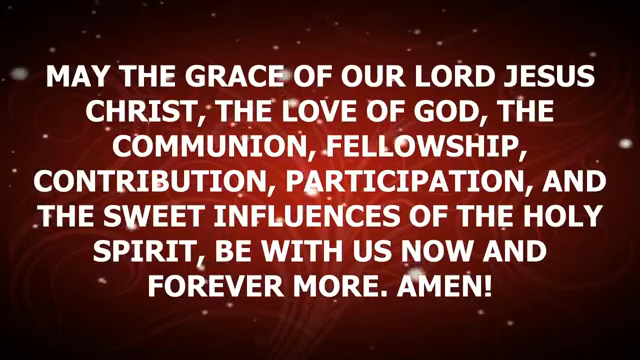 MAY THE GRACE OF OUR LORD JESUS
CHRIST, THE LOVE OF GOD, THE
COMMUNION, FELLOWSHIP,
CONTRIBUTION, PARTICIPATION, AND
THE SWEET INFLUENCES OF THE HOLY
SPIRIT, BE WITH US NOW AND
FOREVER MORE. AMEN!